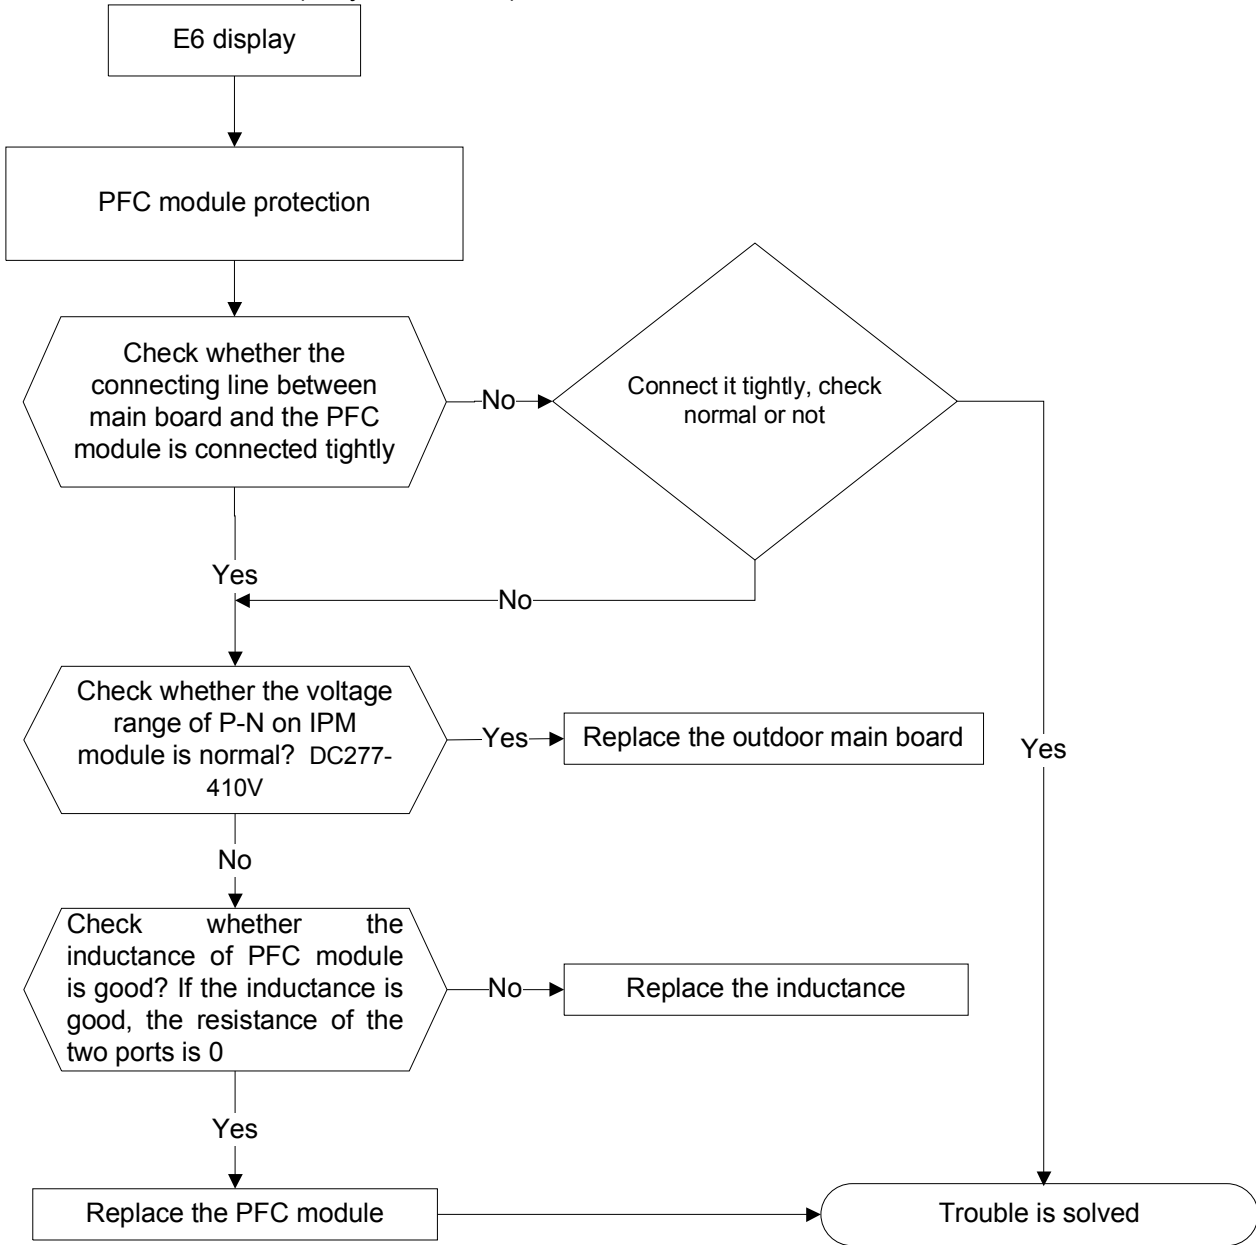 E6 display
PFC module protection
Check whether the
connecting line between
main board and the PFC
module is connected tightly
No
Connect it tightly, check
normal or not
Yes
No
Check whether the voltage
range of P-N on IPM
module is normal? DC277-
410V
Yes
Replace the outdoor main board
Yes
No
Check whether the
inductance of PFC module
is good? If the inductance is
good, the resistance of the
two ports is 0
No
Replace the inductance
Yes
Replace the PFC module
Trouble is solved